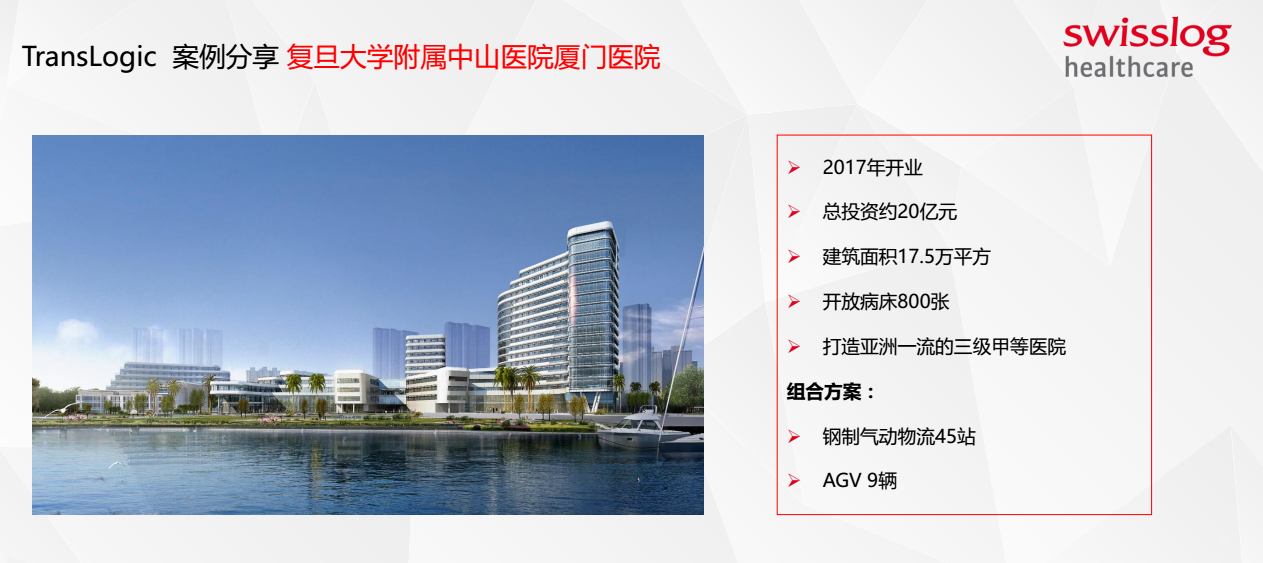 TransLogic 案例分享 复旦大学附属中山医院厦门医院
swisslog
healthcare
2017年开业
总投资约20亿元
建筑面积17.5万平方
开放病床800张
打造亚洲一流的三级甲等医院
组合方案：
钢制气动物流45站
AGV 9辆